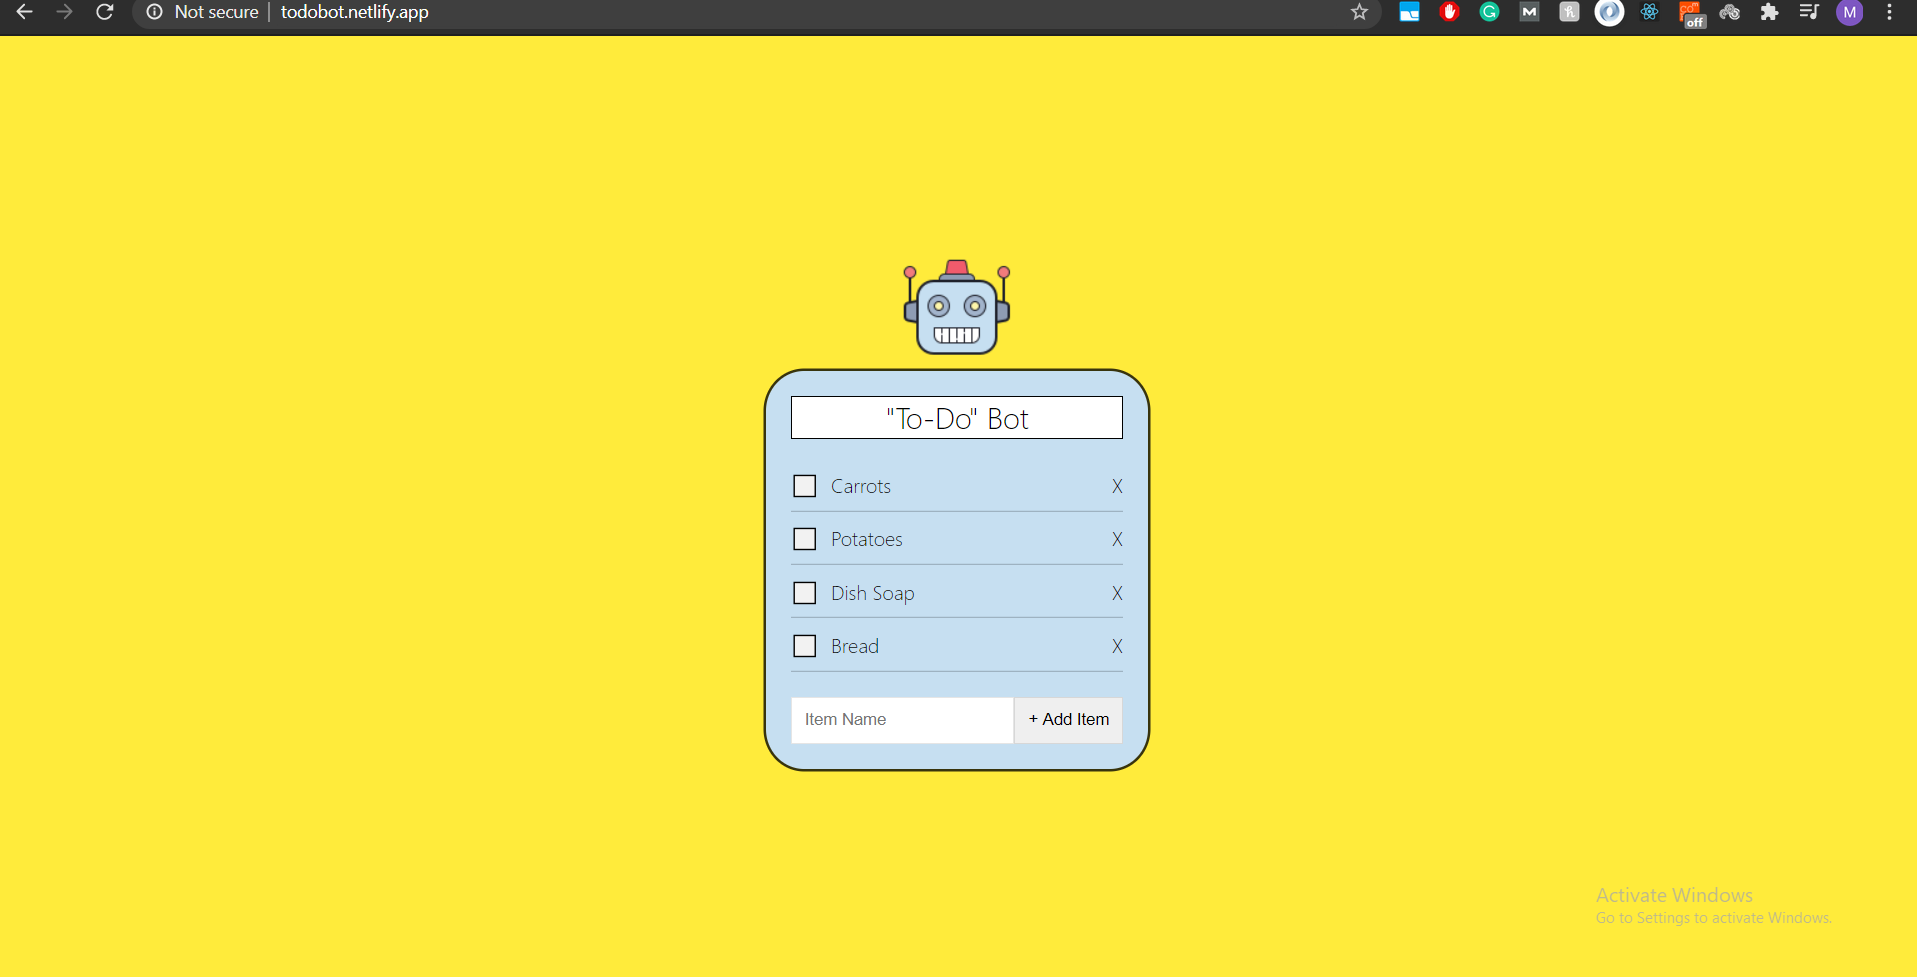 Not secure | todobot.netlify.app
off
M
"To-Do" Bot
Carrots X
Potatoes X
Dish Soap X
Bread X
Item Name + Add Item
Activate Windows
Go to Settings to activate Windows.